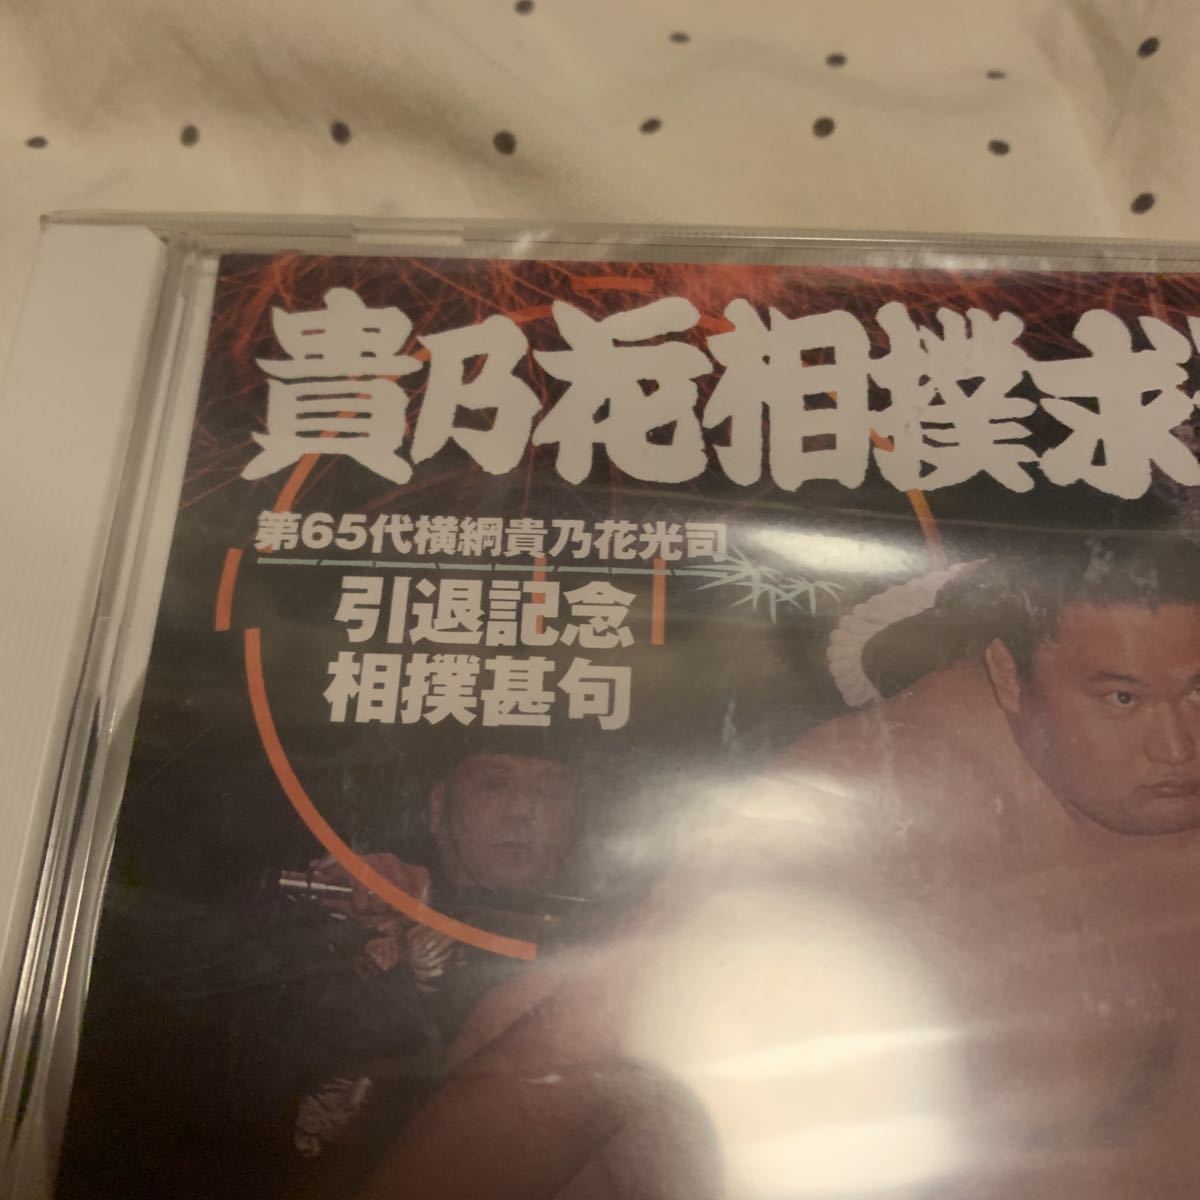 貴乃花相撲求
第65代横綱貴乃花光司
引退記念
相撲甚句